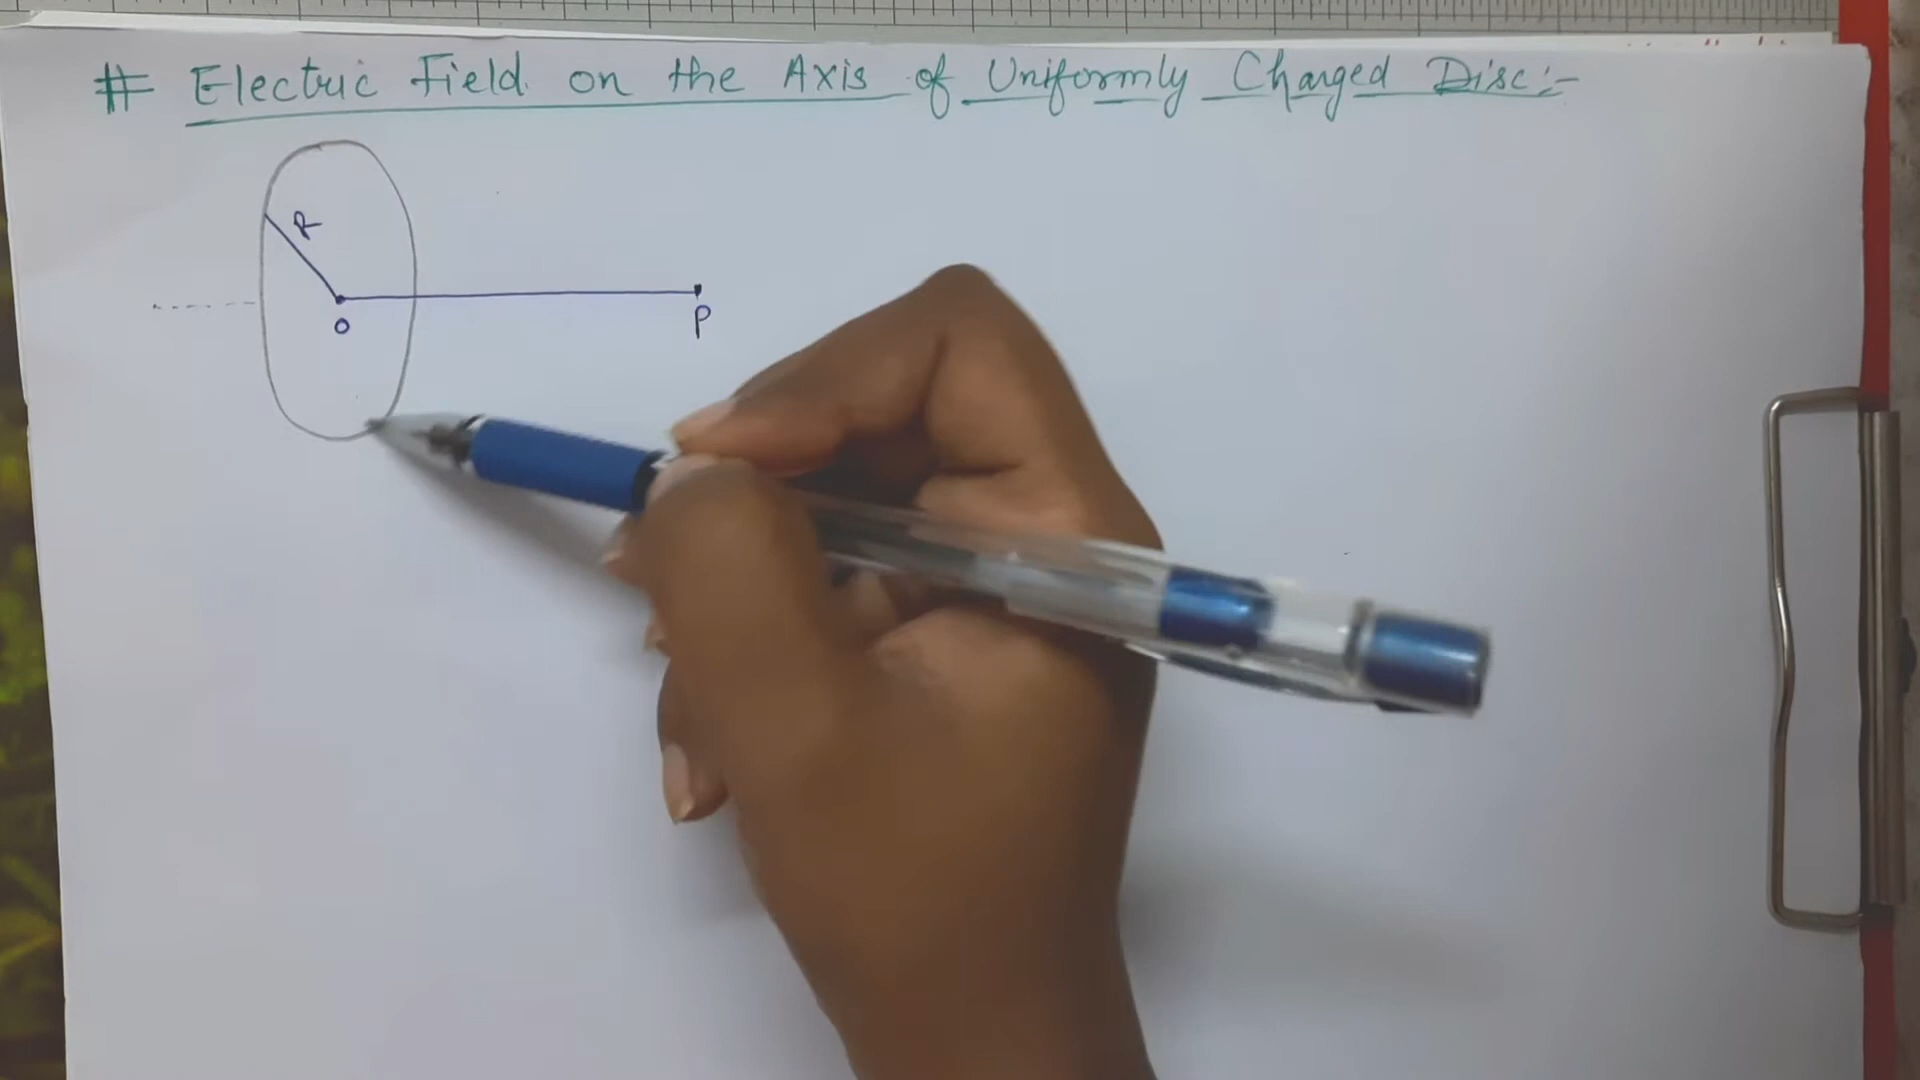 # Electric Field on the Axis of Uniformly Charged Disc :-
R
O
P